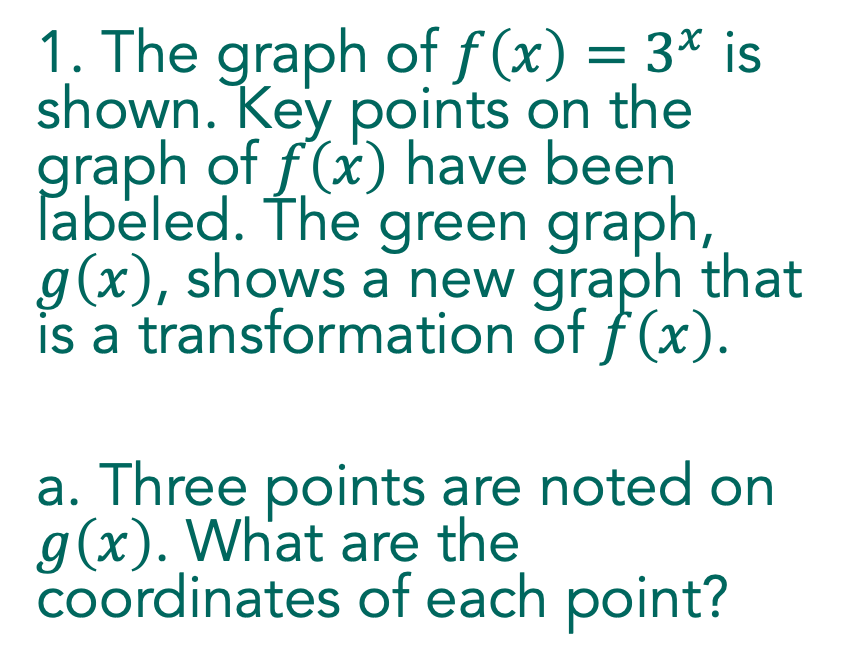 1. The graph of f(x) = 3ˣ is
shown. Key points on the
graph of f(x) have been
labeled. The green graph,
g(x), shows a new graph that
is a transformation of f(x).
a. Three points are noted on
g(x). What are the
coordinates of each point?